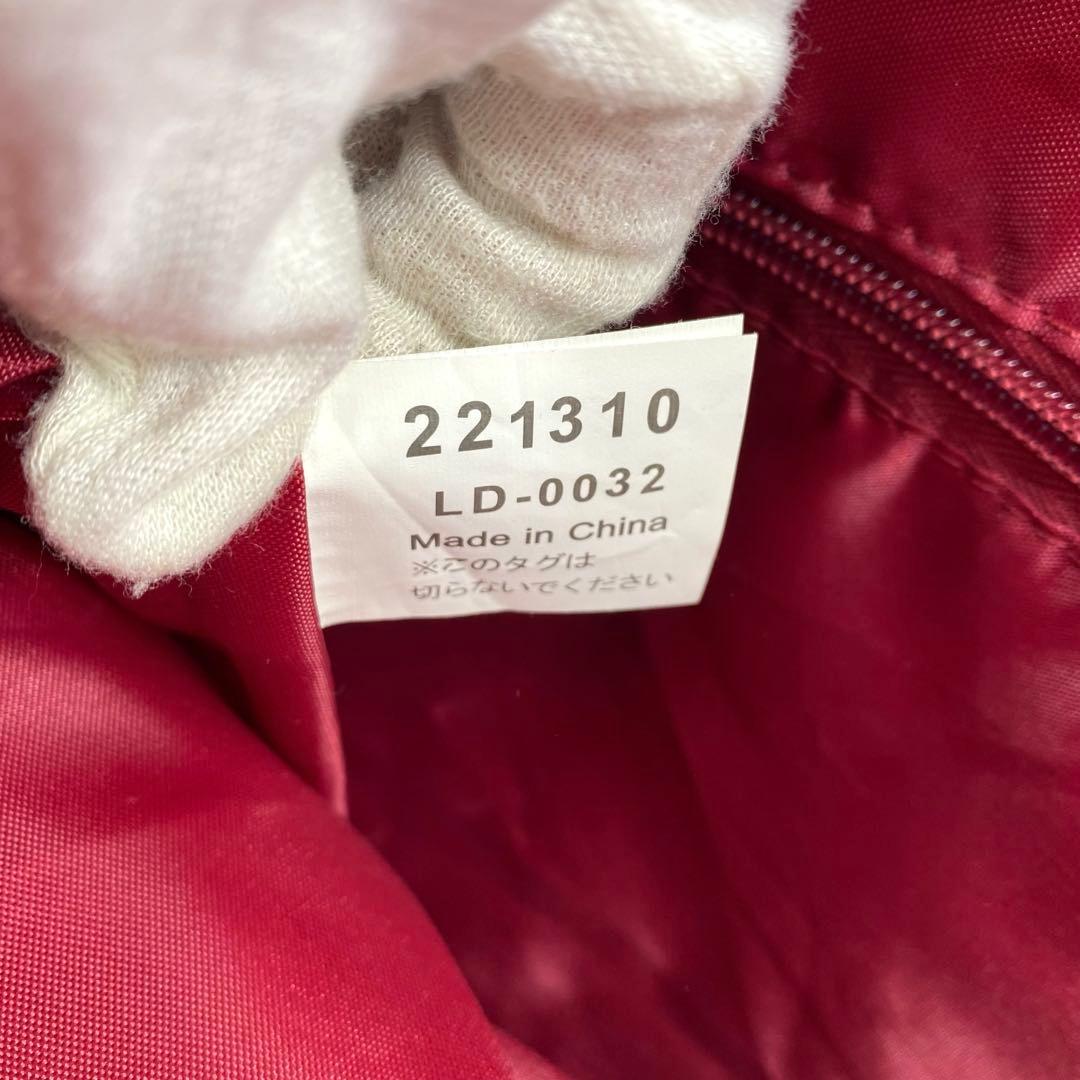 221310
LD-0032
Made in China
※このタグは
切らないでください